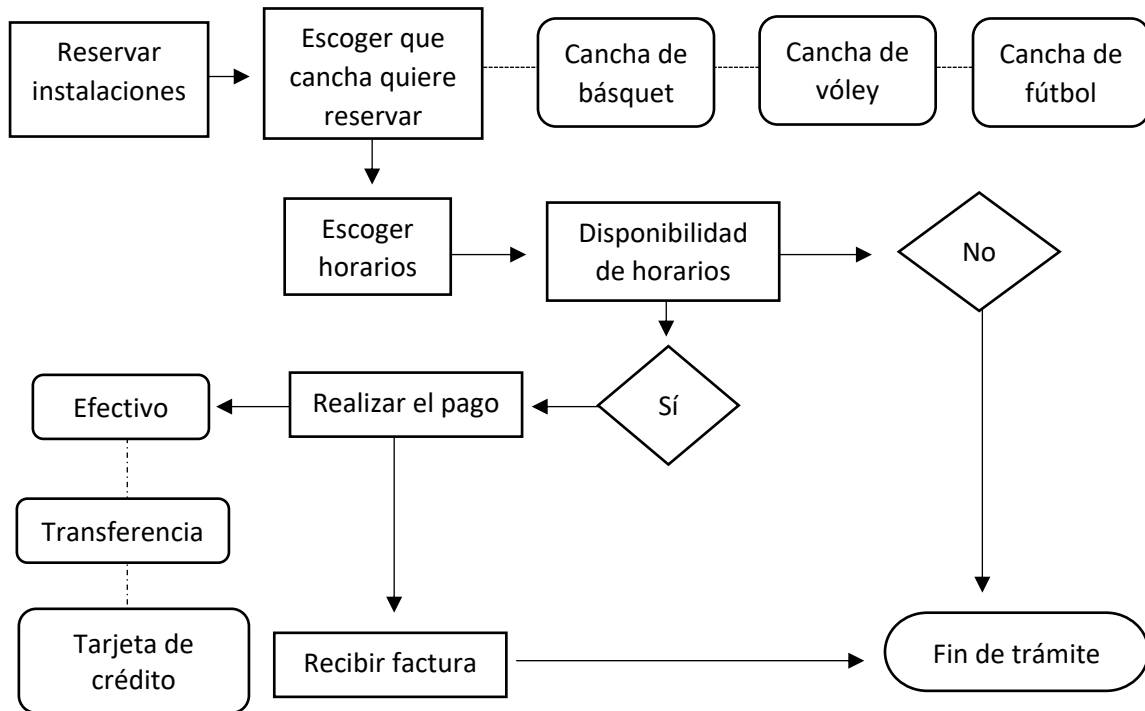 Reservar
instalaciones
Escoger que
cancha quiere
reservar
Cancha de
básquet
Cancha de
vóley
Cancha de
fútbol
Escoger
horarios
Disponibilidad
de horarios
No
Efectivo
Realizar el pago
Sí
Transferencia
Tarjeta de
crédito
Recibir factura
Fin de trámite